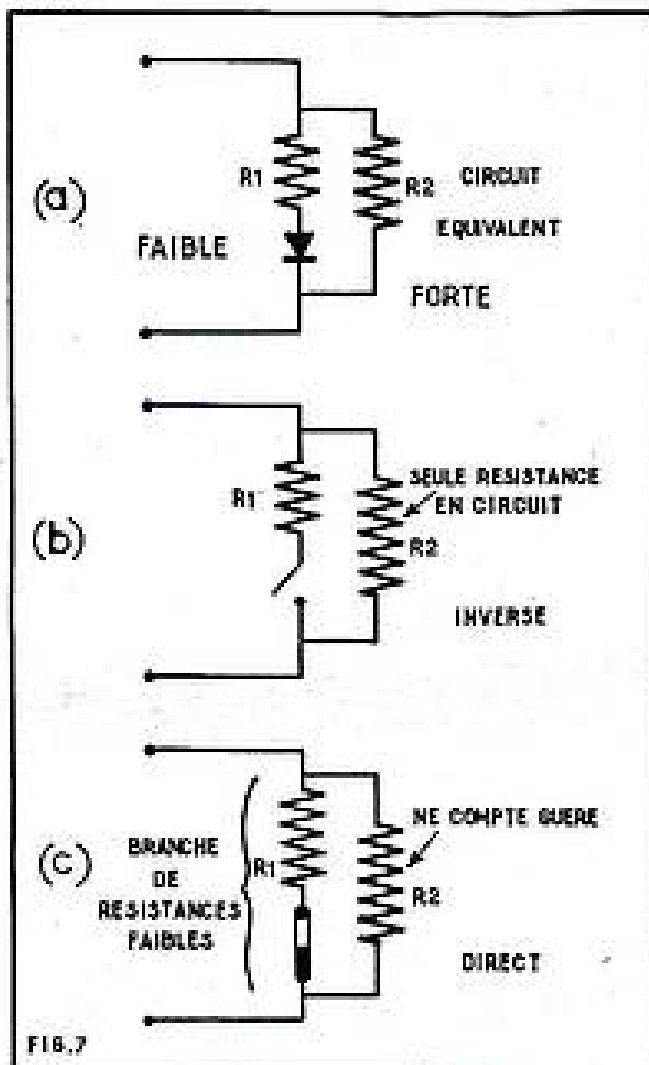 (a)
R1
R2
CIRCUIT
EQUIVALENT
FAIBLE
FORTE
(b)
R1
SEULE RESISTANCE
EN CIRCUIT
R2
INVERSE
(c)
BRANCHE
DE
RESISTANCES
FAIBLES
R1
NE COMPTE GUERE
R2
DIRECT
FIG.7